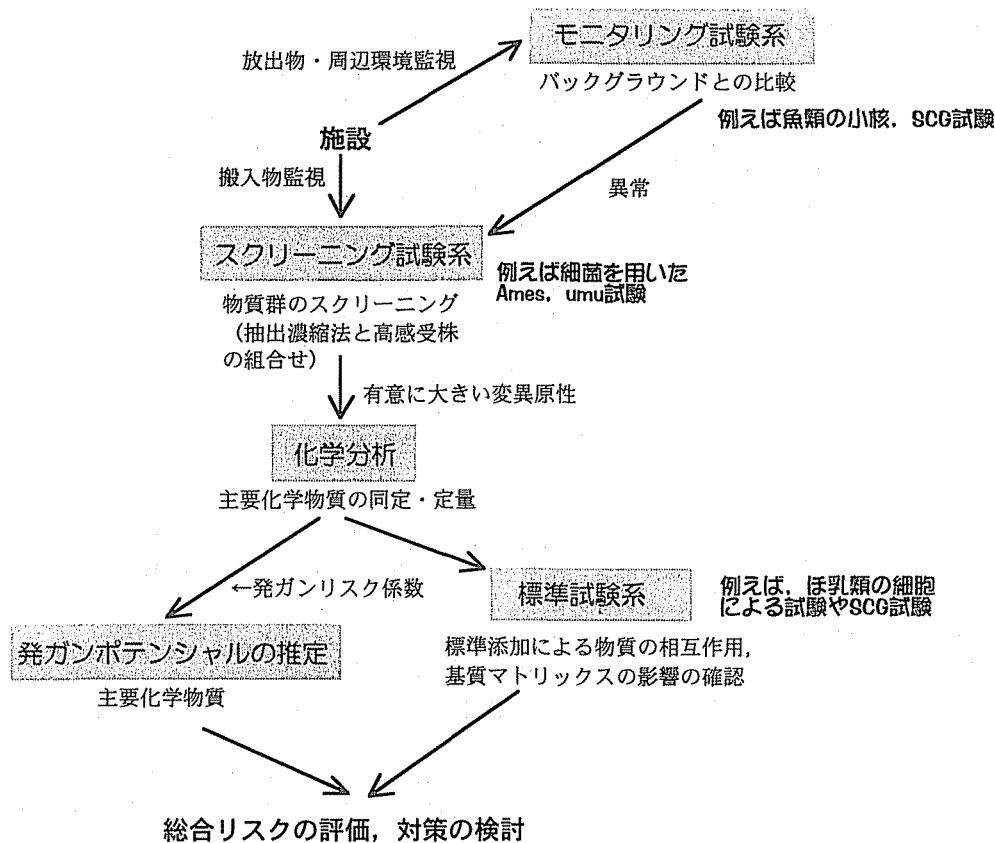 モニタリング試験系
放出物・周辺環境監視
バックグラウンドとの比較
例えば魚類の小核，SCG試験
施設
搬入物監視
異常
スクリーニング試験系
例えば細菌を用いた
Ames，umu試験
物質群のスクリーニング
（抽出濃縮法と高感受株
の組合せ）
有意に大きい変異原性
化学分析
主要化学物質の同定・定量
←発ガンリスク係数
標準試験系
例えば，ほ乳類の細胞
による試験やSCG試験
発ガンポテンシャルの推定
主要化学物質
標準添加による物質の相互作用，
基質マトリックスの影響の確認
総合リスクの評価，対策の検討